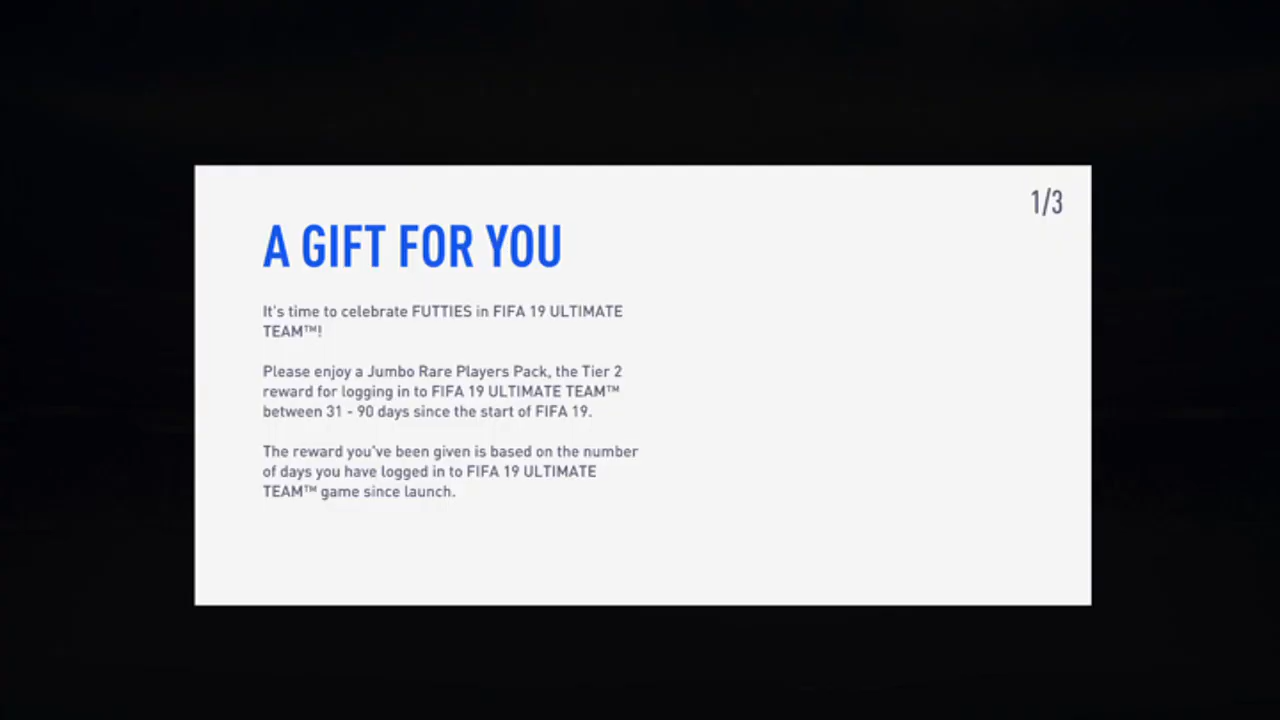 1/3
A GIFT FOR YOU
It's time to celebrate FUTTIES in FIFA 19 ULTIMATE
TEAM™!
Please enjoy a Jumbo Rare Players Pack, the Tier 2
reward for logging in to FIFA 19 ULTIMATE TEAM™
between 31 - 90 days since the start of FIFA 19.
The reward you've been given is based on the number
of days you have logged in to FIFA 19 ULTIMATE
TEAM™ game since launch.